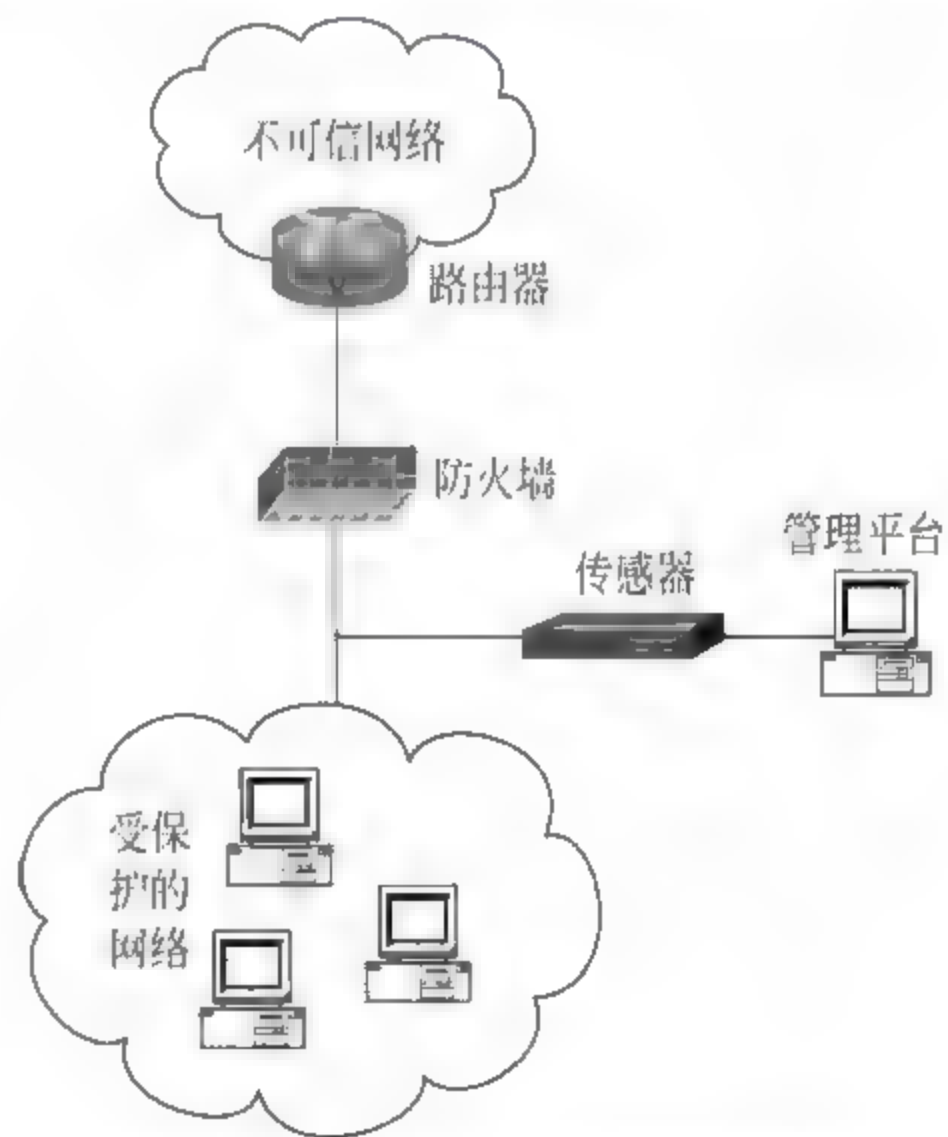 不可信网络
路由器
防火墙
传感器
管理平台
受保
护的
网络